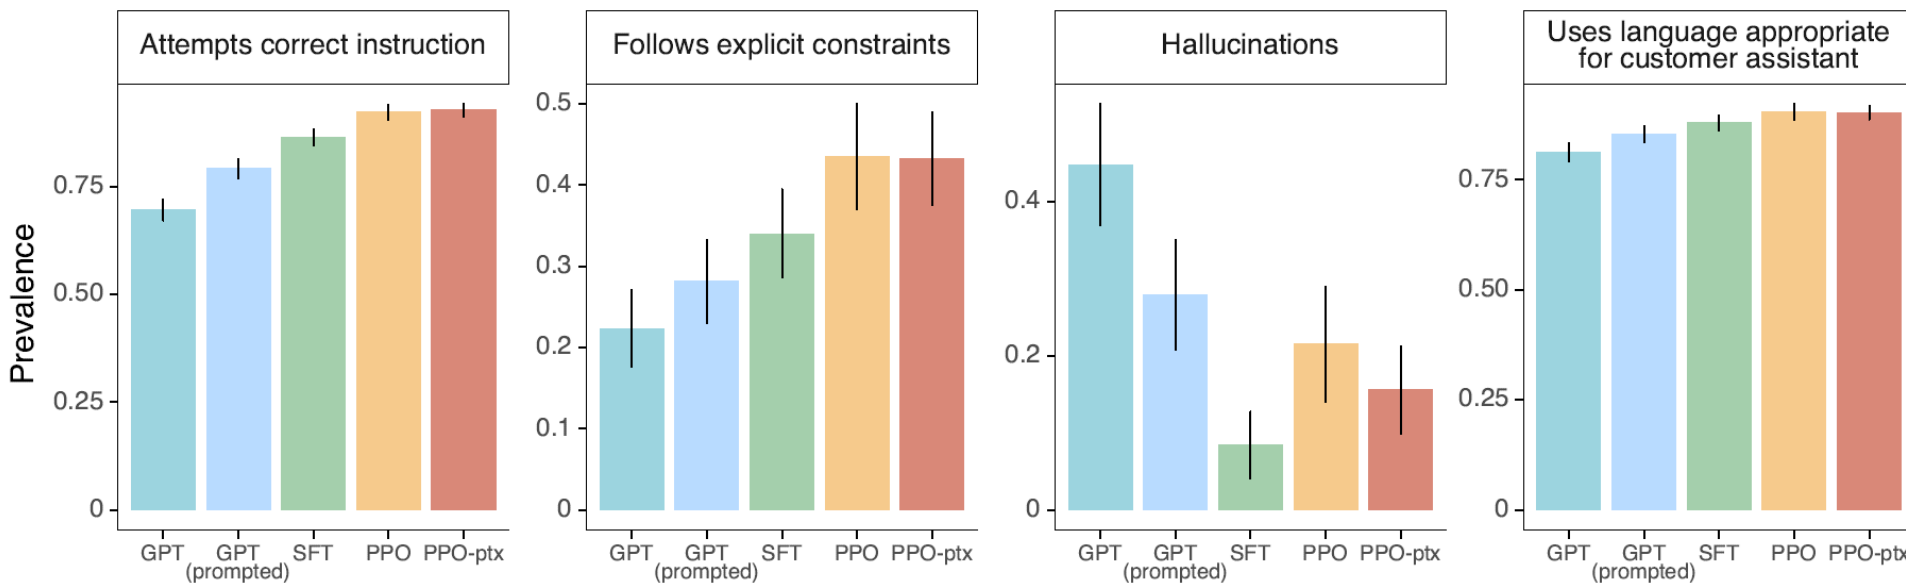 Attempts correct instruction
Follows explicit constraints
Hallucinations
Uses language appropriate
for customer assistant
Prevalence
0.75
0.50
0.25
0
GPT
GPT
(prompted)
SFT
PPO
PPO-ptx
0.5
0.4
0.3
0.2
0.1
0
GPT
GPT
(prompted)
SFT
PPO
PPO-ptx
0.4
0.2
0
GPT
GPT
(prompted)
SFT
PPO
PPO-ptx
0.75
0.50
0.25
0
GPT
GPT
(prompted)
SFT
PPO
PPO-ptx